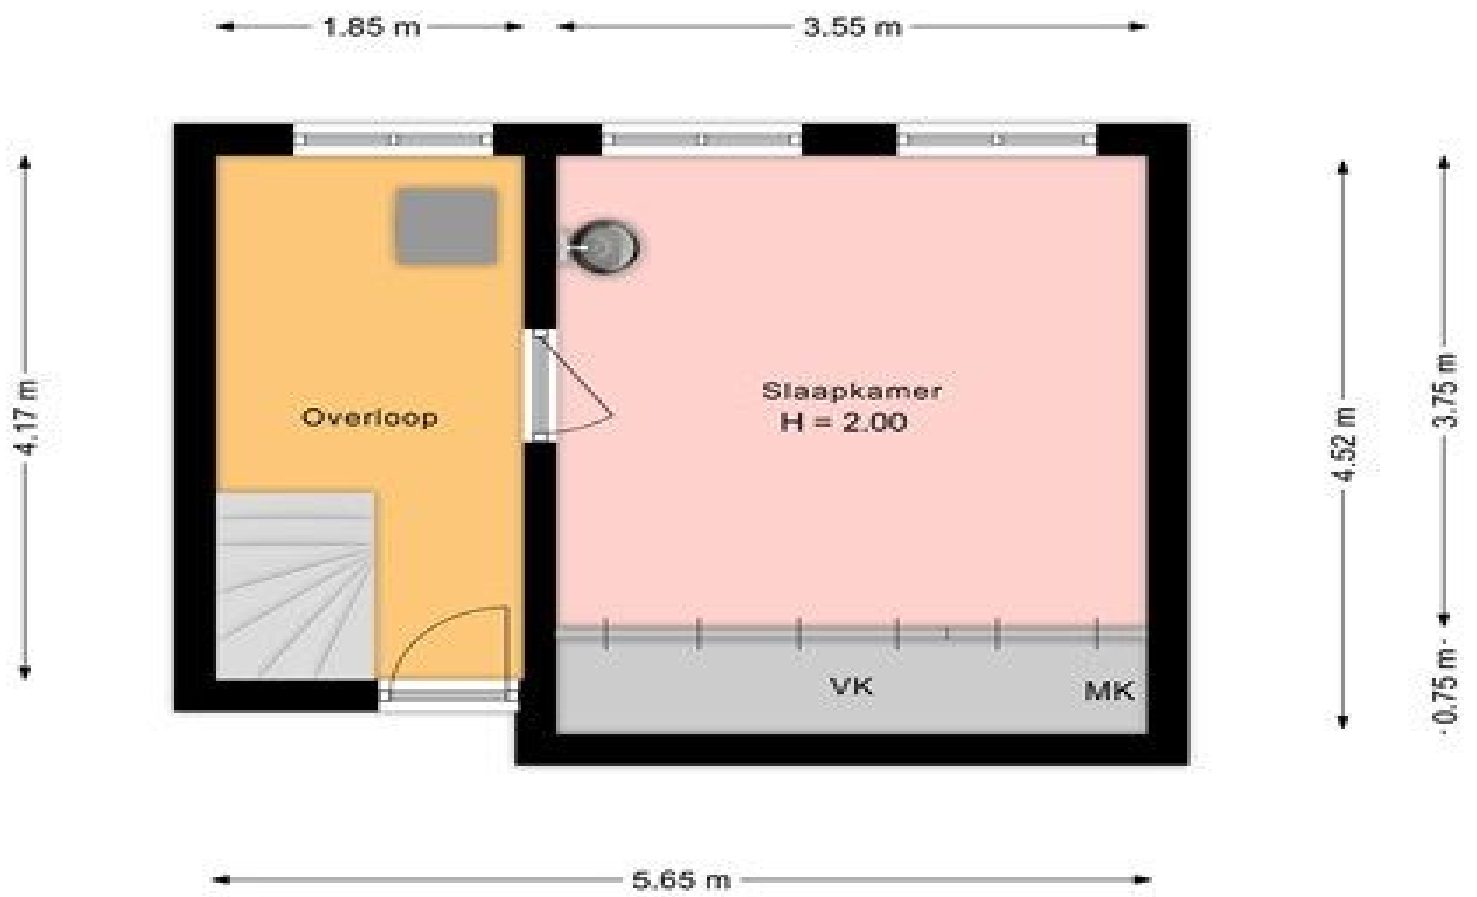 1.85 m
3.55 m
4.17 m
Overloop
Slaapkamer
H = 2.00
4.52 m
3.75 m
0.75 m
VK
MK
5.65 m